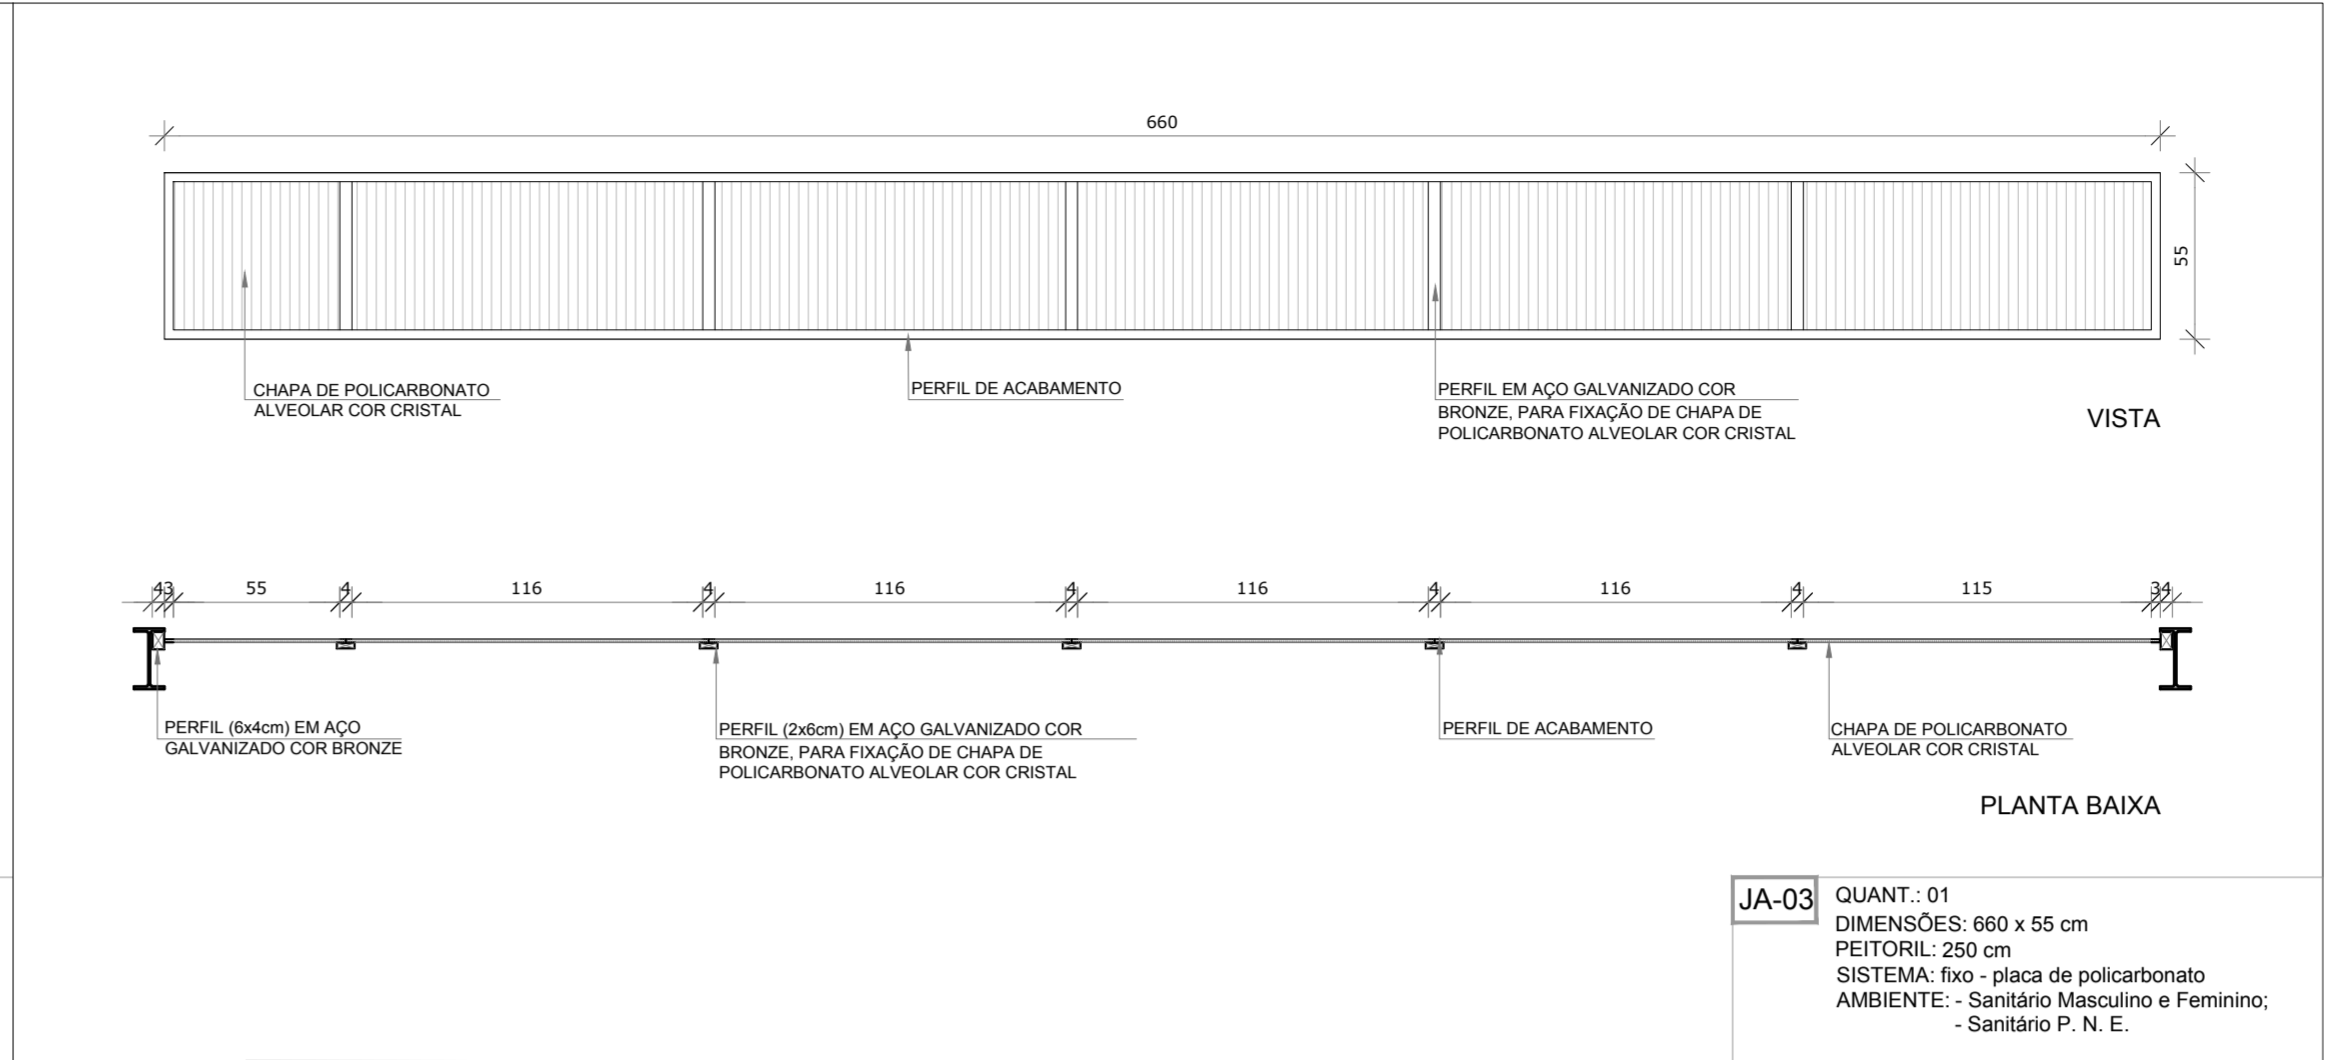 660
55
CHAPA DE POLICARBONATO
ALVEOLAR COR CRISTAL
PERFIL DE ACABAMENTO
PERFIL EM AÇO GALVANIZADO COR
BRONZE, PARA FIXAÇÃO DE CHAPA DE
POLICARBONATO ALVEOLAR COR CRISTAL
VISTA
4 3 55 4 116 4 116 4 116 4 116 4 115 3 4
PERFIL (6x4cm) EM AÇO
GALVANIZADO COR BRONZE
PERFIL (2x6cm) EM AÇO GALVANIZADO COR
BRONZE, PARA FIXAÇÃO DE CHAPA DE
POLICARBONATO ALVEOLAR COR CRISTAL
PERFIL DE ACABAMENTO
CHAPA DE POLICARBONATO
ALVEOLAR COR CRISTAL
PLANTA BAIXA
JA-03
QUANT.: 01
DIMENSÕES: 660 x 55 cm
PEITORIL: 250 cm
SISTEMA: fixo - placa de policarbonato
AMBIENTE: - Sanitário Masculino e Feminino;
- Sanitário P. N. E.